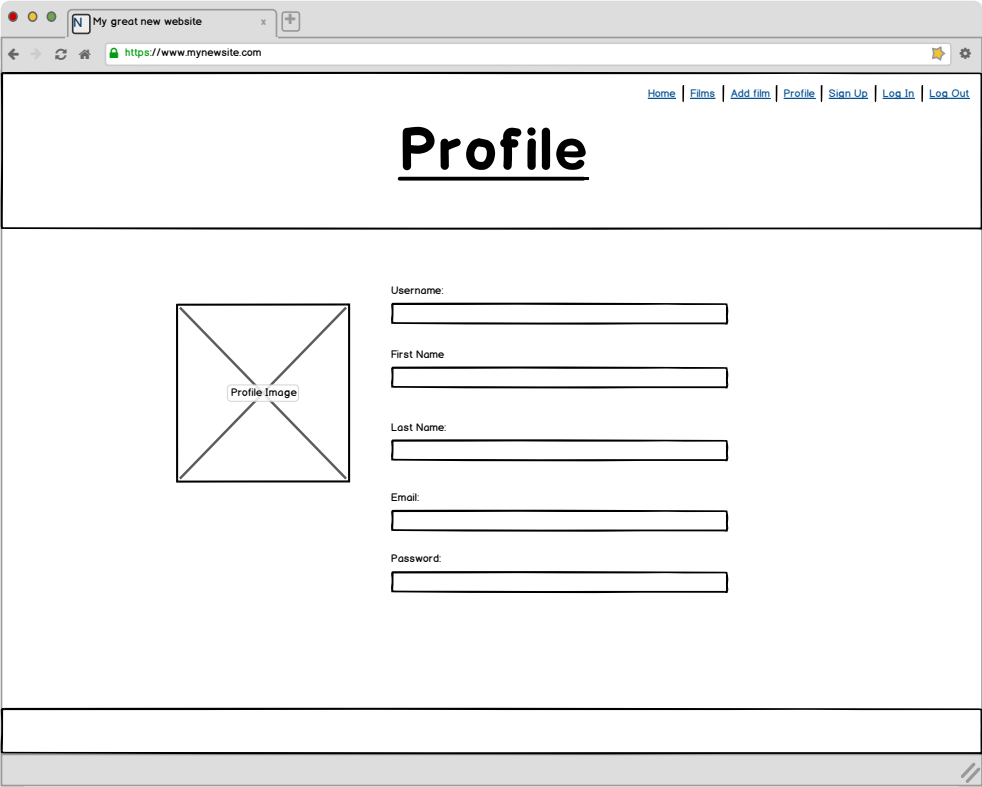 N My great new website x
https://www.mynewsite.com
Home | Films | Add film | Profile | Sign Up | Log In | Log Out
Profile
Username:
First Name
Profile Image
Last Name:
Email:
Password: